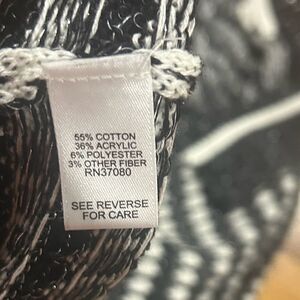 55% COTTON
36% ACRYLIC
6% POLYESTER
3% OTHER FIBER
RN37080
SEE REVERSE
FOR CARE